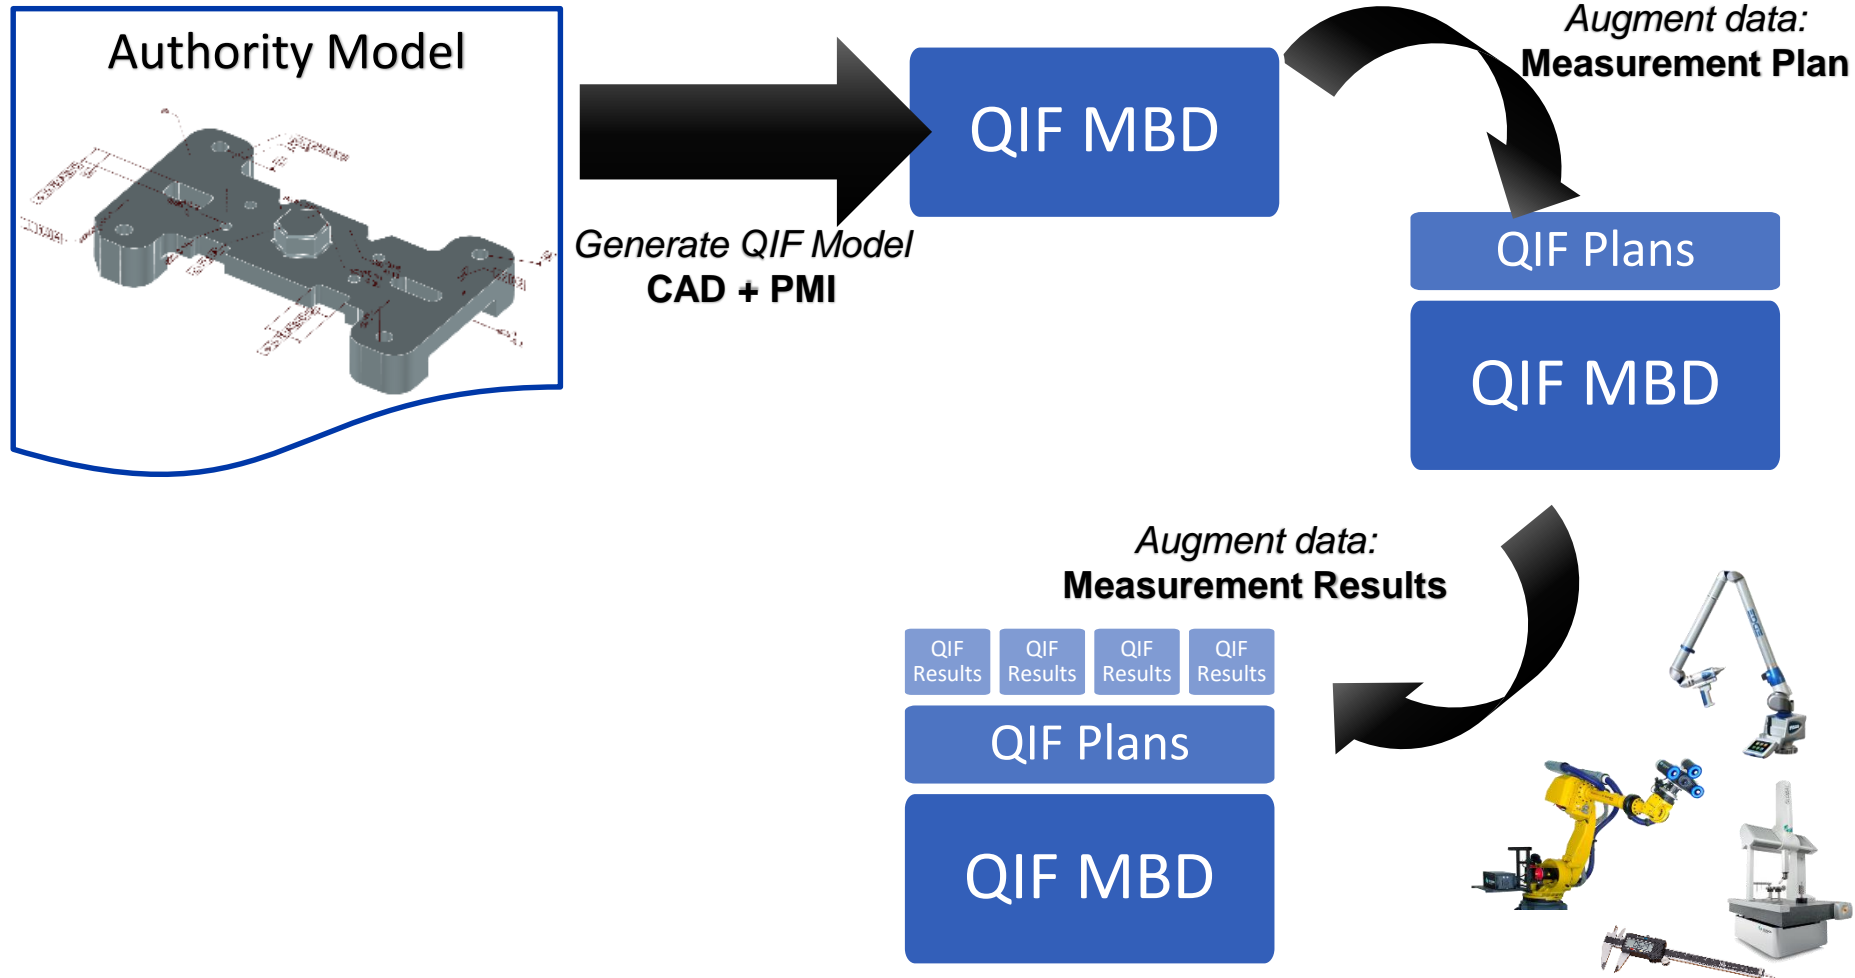 Authority Model
QIF MBD
Augment data:
Measurement Plan
Generate QIF Model
CAD + PMI
QIF Plans
QIF MBD
Augment data:
Measurement Results
QIF
Results
QIF
Results
QIF
Results
QIF
Results
QIF Plans
QIF MBD